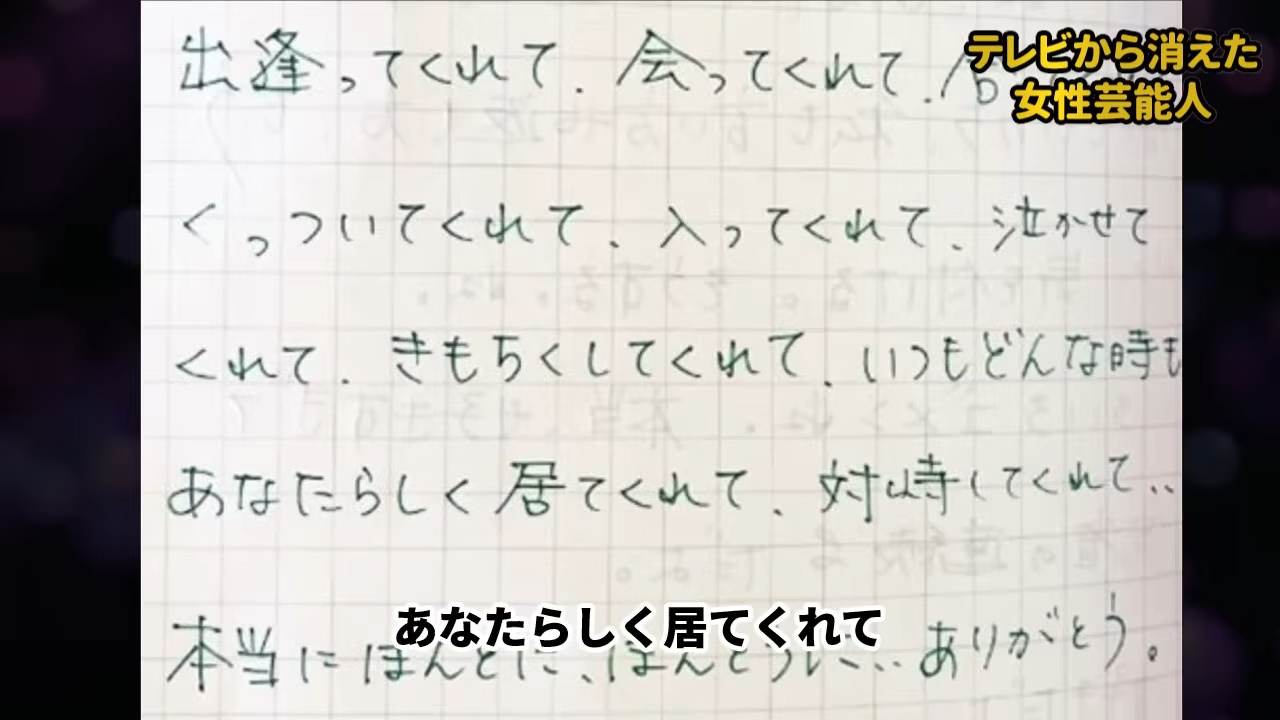 テレビから消えた
女性芸能人
出逢ってくれて、会ってくれて、
くっついてくれて、入ってくれて、泣かせて
くれて、きもちくしてくれて、いつもどんな時も
あなたらしく居てくれて、対峙してくれて..
あなたらしく居てくれて
本当にほんとに、ほんとうに...ありがとう。